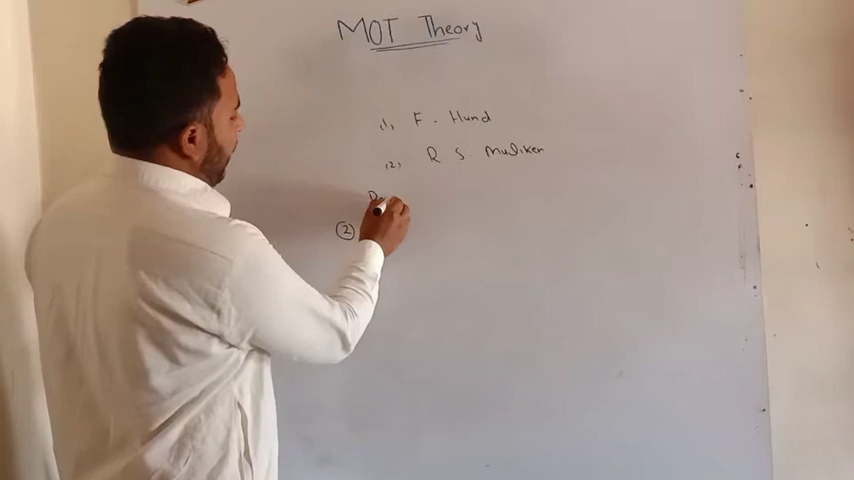 MOT Theory
(1) F. Hund
(2) R S. Muliken
②